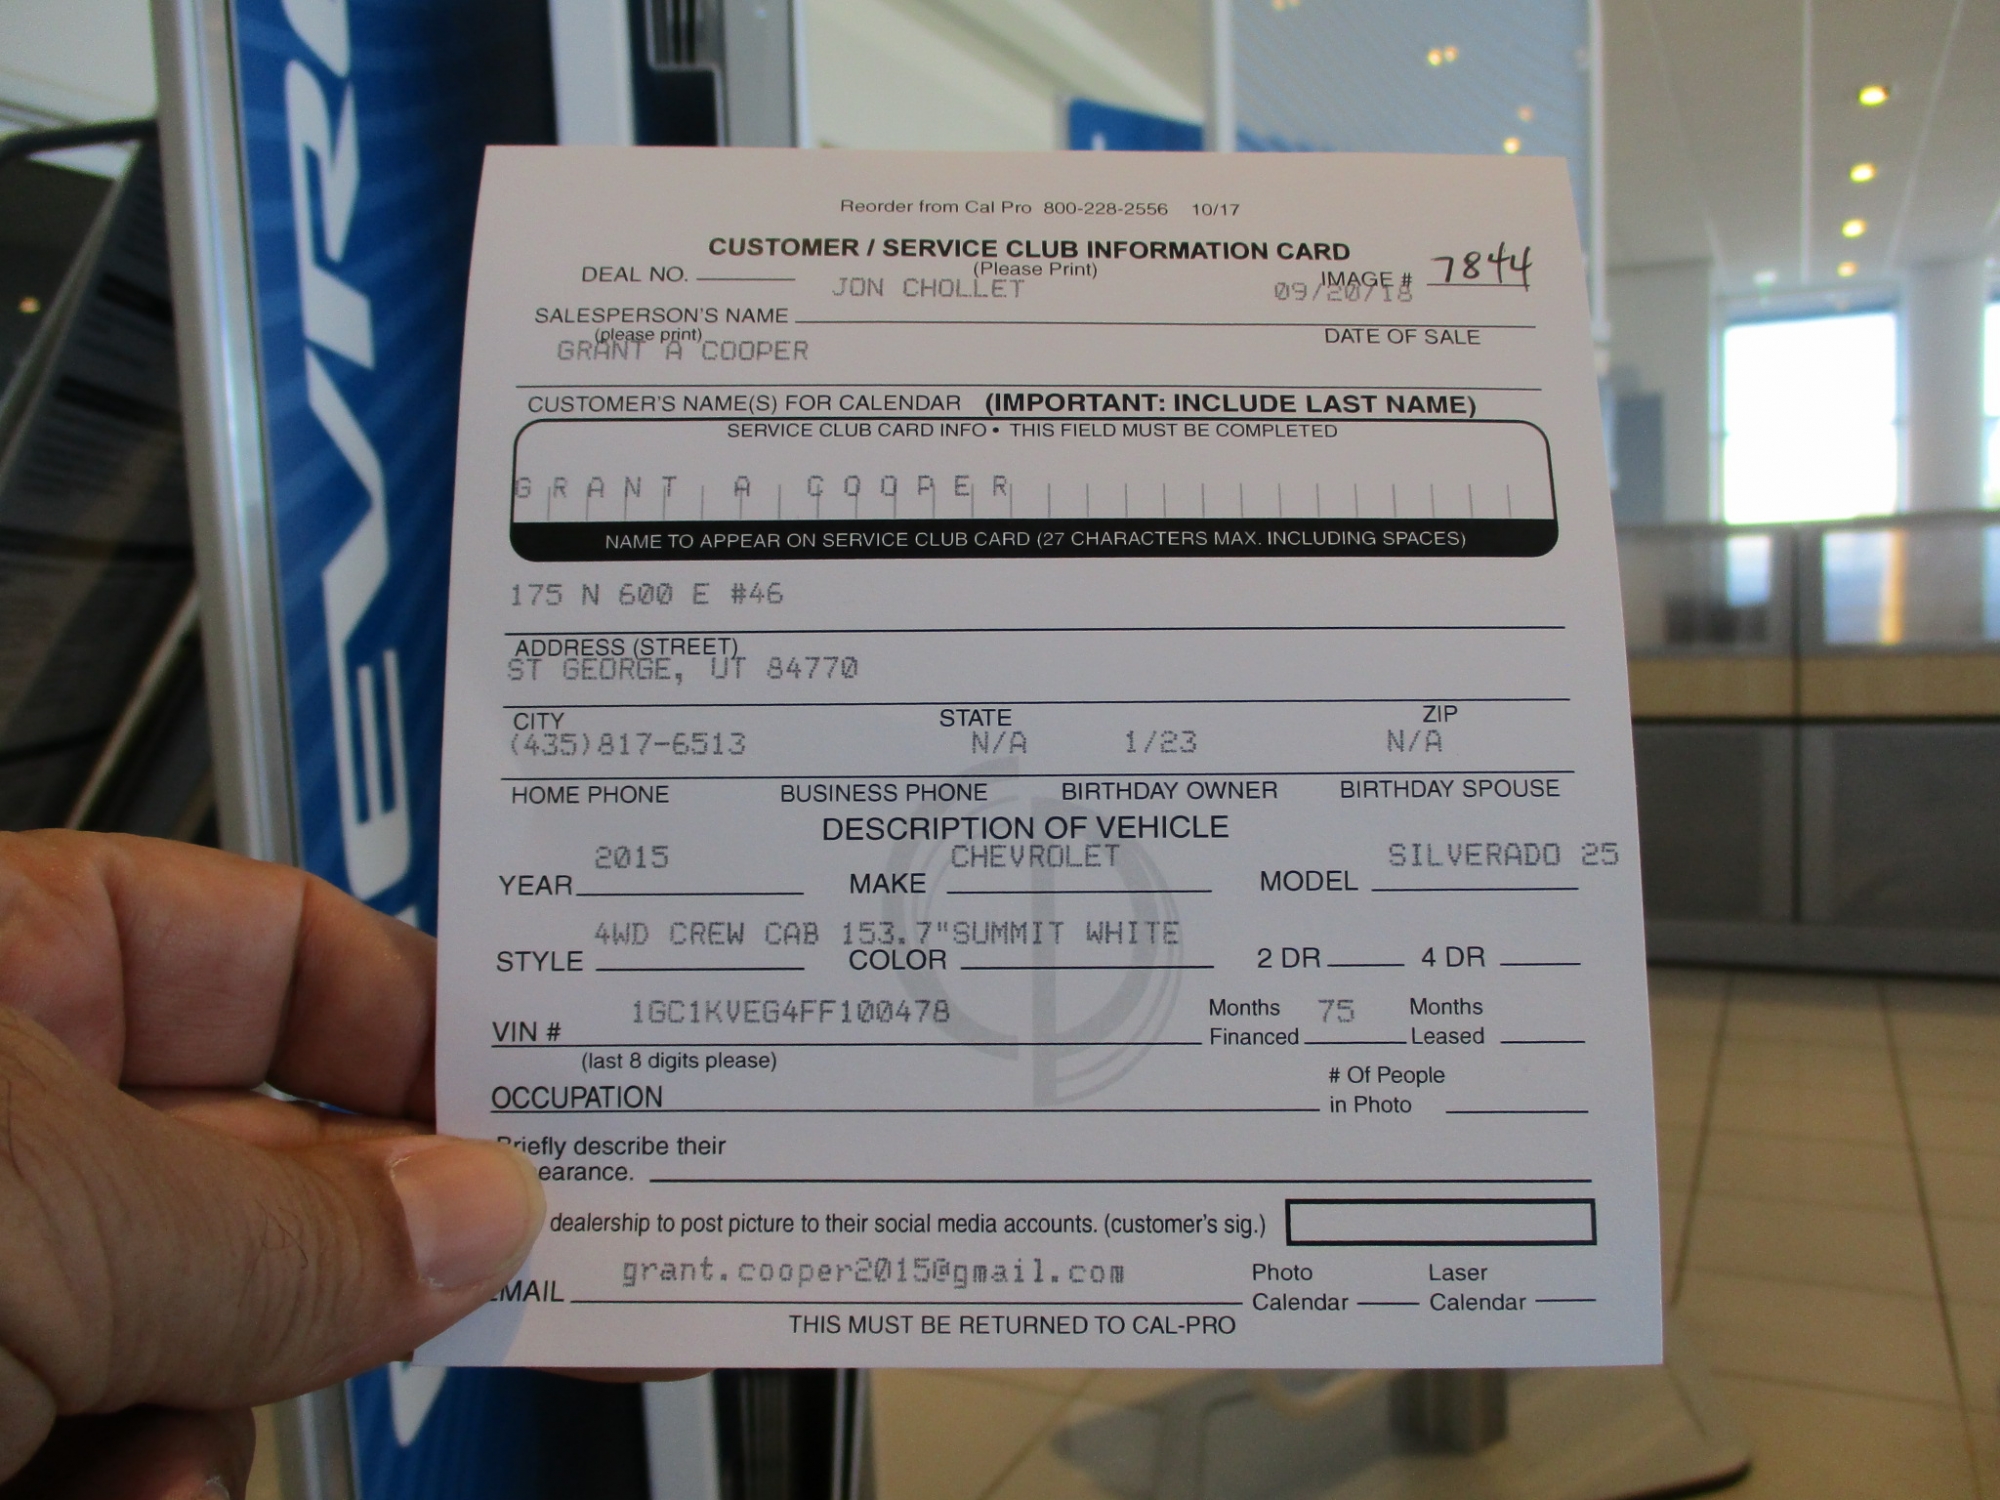 Reorder from Cal Pro 800-228-2556 10/17
CUSTOMER / SERVICE CLUB INFORMATION CARD
(Please Print)
DEAL NO. IMAGE # 7844
JON CHOLLET 09/20/18
SALESPERSON'S NAME
(please print) DATE OF SALE
GRANT A COOPER
CUSTOMER'S NAME(S) FOR CALENDAR (IMPORTANT: INCLUDE LAST NAME)
SERVICE CLUB CARD INFO • THIS FIELD MUST BE COMPLETED
GRANT A COOPER
NAME TO APPEAR ON SERVICE CLUB CARD (27 CHARACTERS MAX. INCLUDING SPACES)
175 N 600 E #46
ADDRESS (STREET)
ST GEORGE, UT 84770
CITY STATE ZIP
(435)817-6513 N/A 1/23 N/A
HOME PHONE BUSINESS PHONE BIRTHDAY OWNER BIRTHDAY SPOUSE
DESCRIPTION OF VEHICLE
2015 CHEVROLET SILVERADO 25
YEAR MAKE MODEL
4WD CREW CAB 153.7"SUMMIT WHITE
STYLE COLOR 2 DR 4 DR
1GC1KVEG4FF100478 Months 75 Months
VIN # Financed Leased
(last 8 digits please)
# Of People
OCCUPATION in Photo
Briefly describe their
earance.
dealership to post picture to their social media accounts. (customer's sig.)
grant.cooper2015@gmail.com Photo Laser
EMAIL Calendar Calendar
THIS MUST BE RETURNED TO CAL-PRO